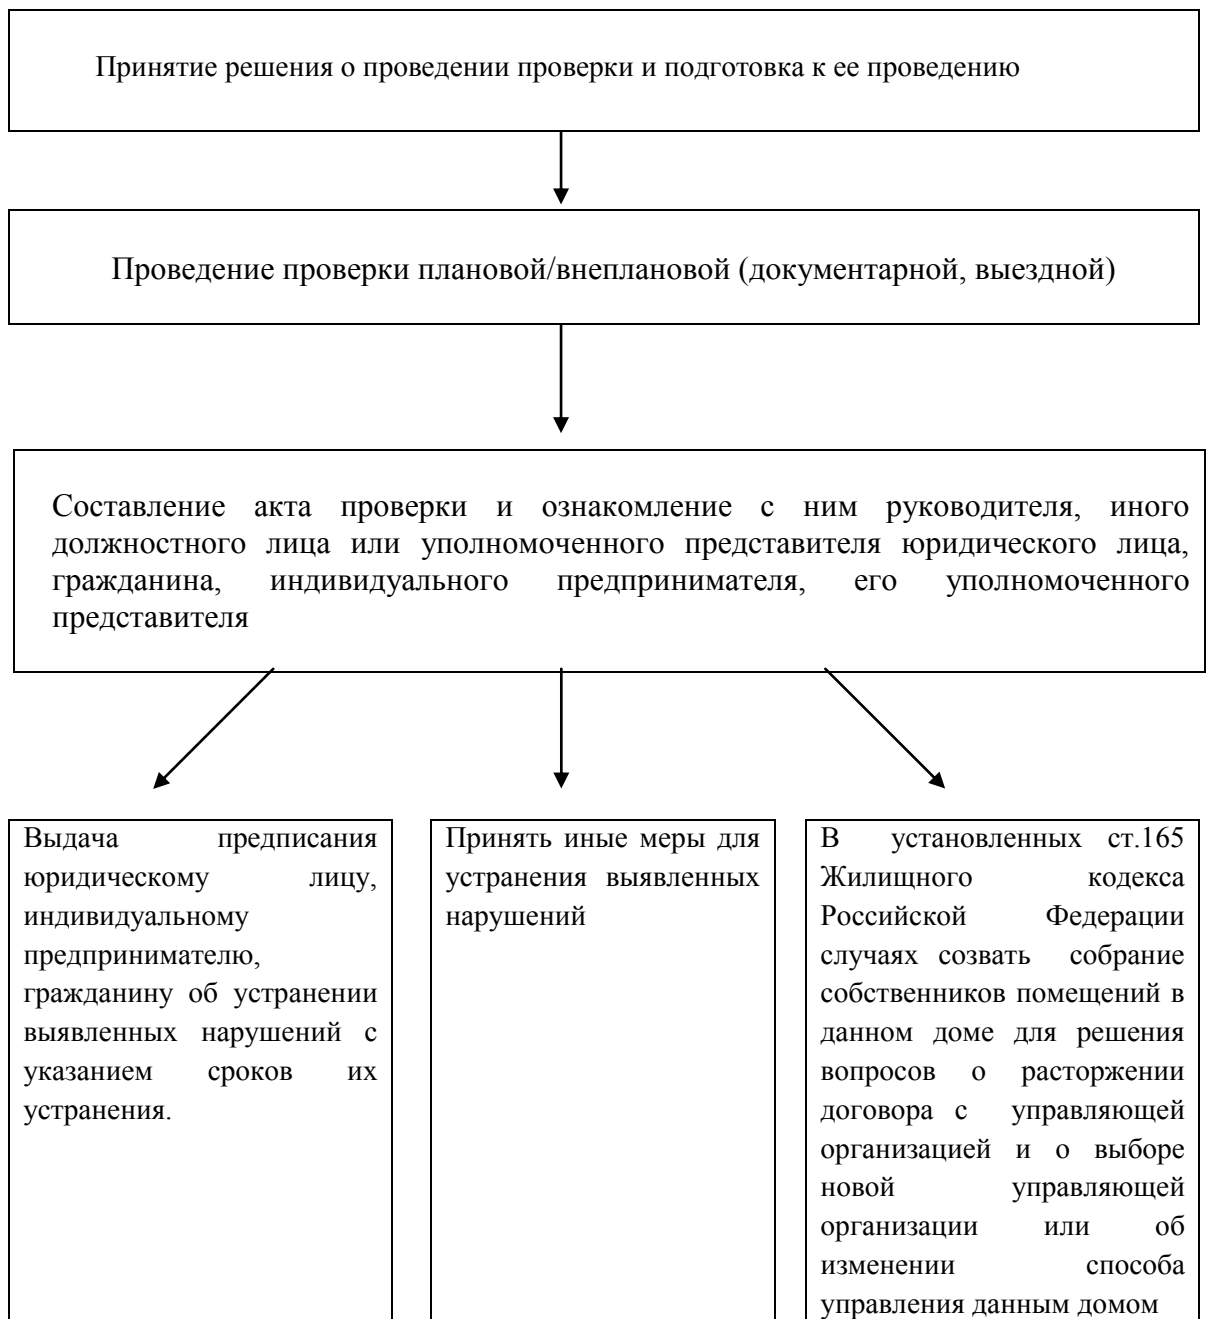 Принятие решения о проведении проверки и подготовка к ее проведению
Проведение проверки плановой/внеплановой (документарной, выездной)
Составление акта проверки и ознакомление с ним руководителя, иного
должностного лица или уполномоченного представителя юридического лица,
гражданина, индивидуального предпринимателя, его уполномоченного
представителя
Выдача предписания
юридическому лицу,
индивидуальному
предпринимателю,
гражданину об устранении
выявленных нарушений с
указанием сроков их
устранения.
Принять иные меры для
устранения выявленных
нарушений
В установленных ст.165
Жилищного кодекса
Российской Федерации
случаях созвать собрание
собственников помещений в
данном доме для решения
вопросов о расторжении
договора с управляющей
организацией и о выборе
новой управляющей
организации или об
изменении способа
управления данным домом